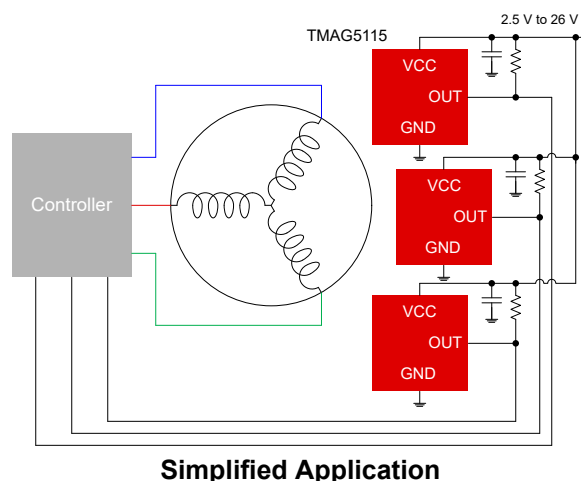 2.5 V to 26 V
TMAG5115
VCC
OUT
GND
Controller
VCC
OUT
GND
VCC
OUT
GND
Simplified Application